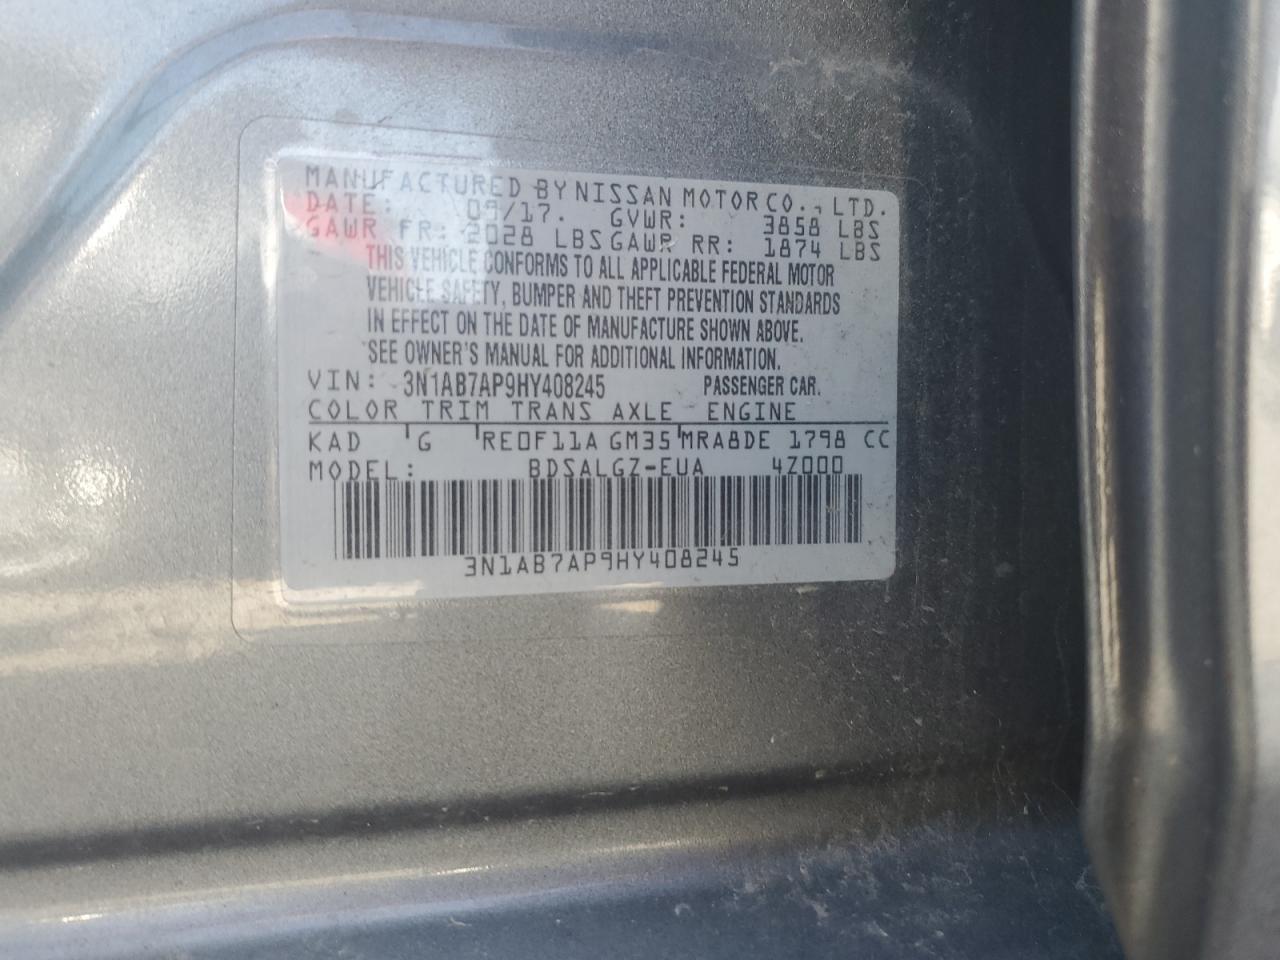 MANUFACTURED BY NISSAN MOTOR CO., LTD.
DATE: 09/17. GVWR: 3858 LBS
GAWR FR: 2028 LBS GAWR RR: 1874 LBS
THIS VEHICLE CONFORMS TO ALL APPLICABLE FEDERAL MOTOR
VEHICLE SAFETY, BUMPER AND THEFT PREVENTION STANDARDS
IN EFFECT ON THE DATE OF MANUFACTURE SHOWN ABOVE.
SEE OWNER'S MANUAL FOR ADDITIONAL INFORMATION.
VIN: 3N1AB7AP9HY408245 PASSENGER CAR.
COLOR TRIM TRANS AXLE ENGINE
KAD G RE0F11A GM35 MRA8DE 1798 CC
MODEL: BDSALGZ-EUA 4Z000
3N1AB7AP9HY408245